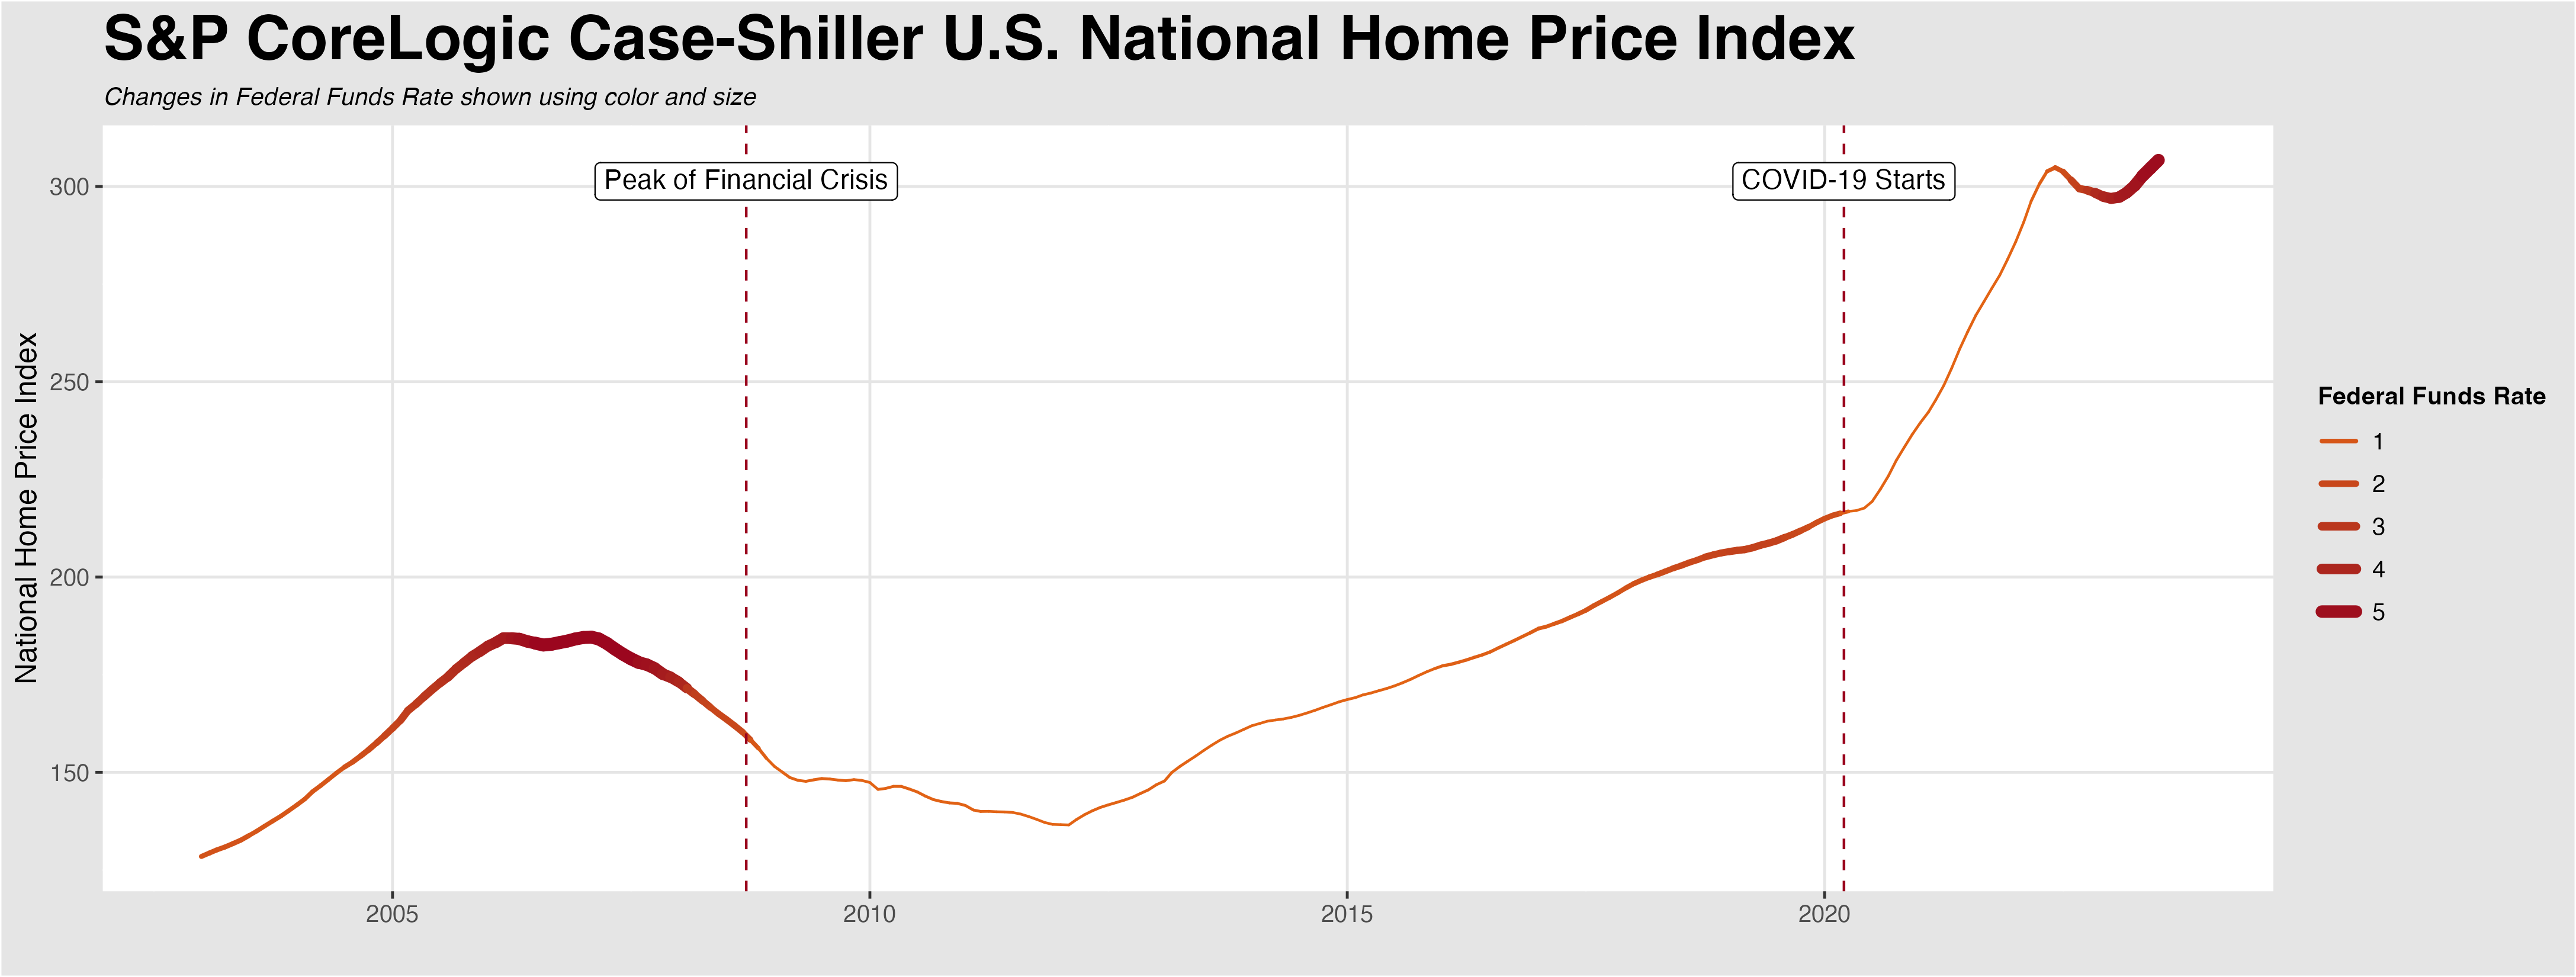 S&P CoreLogic Case-Shiller U.S. National Home Price Index
Changes in Federal Funds Rate shown using color and size
National Home Price Index
300
250
200
150
Peak of Financial Crisis
COVID-19 Starts
2005
2010
2015
2020
Federal Funds Rate
1
2
3
4
5